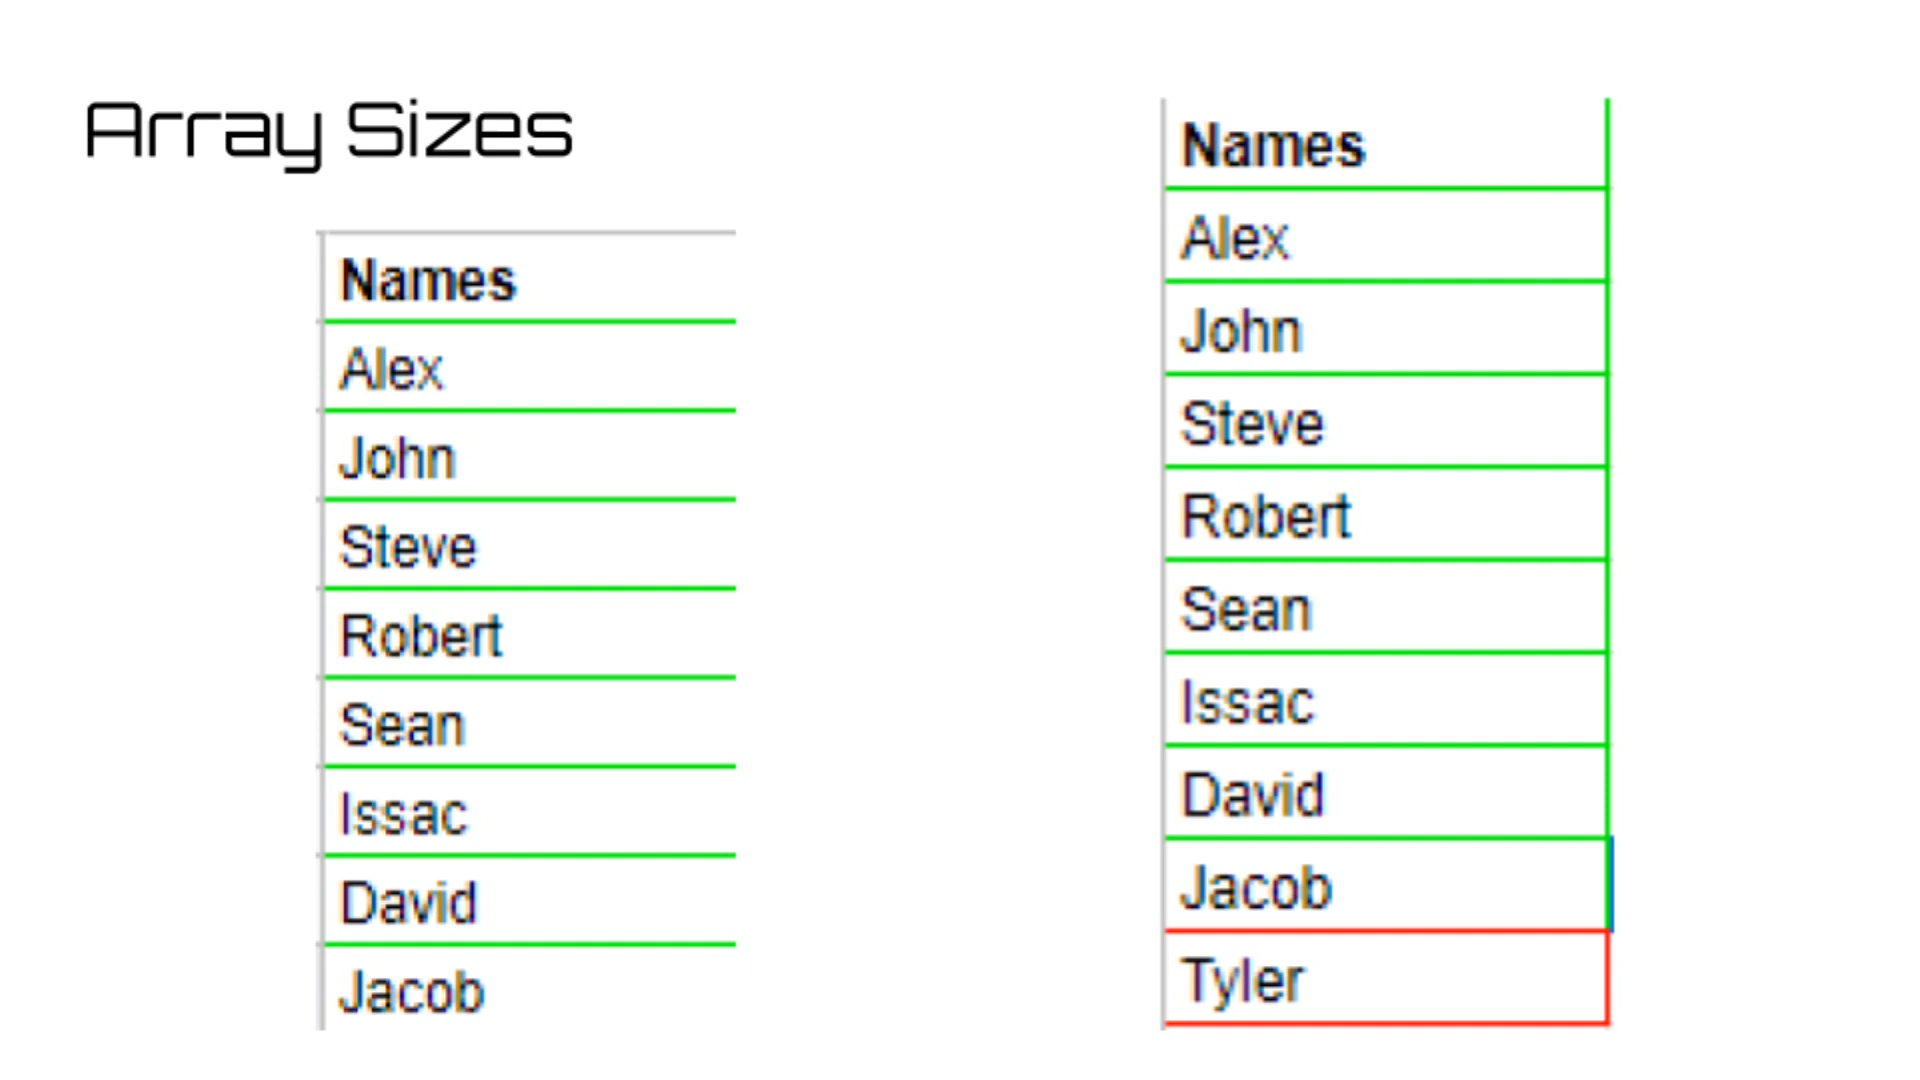 Array Sizes
Names
Alex
John
Steve
Robert
Sean
Issac
David
Jacob
Names
Alex
John
Steve
Robert
Sean
Issac
David
Jacob
Tyler